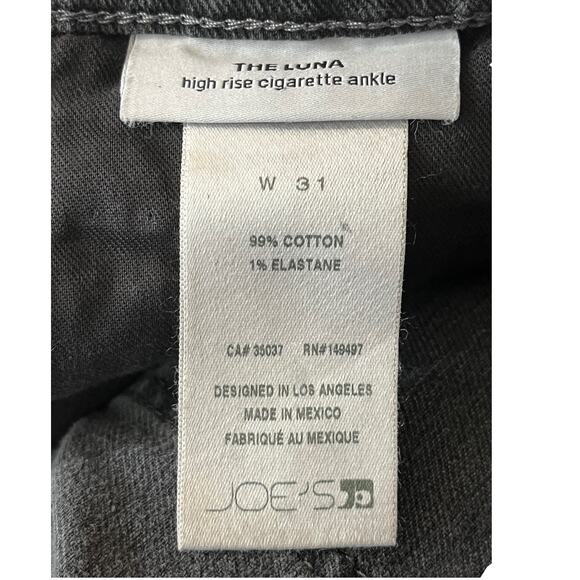 THE LUNA
high rise cigarette ankle
W 31
99% COTTON
1% ELASTANE
CA# 35037 RN#149497
DESIGNED IN LOS ANGELES
MADE IN MEXICO
FABRIQUÉ AU MEXIQUE
JOE'S